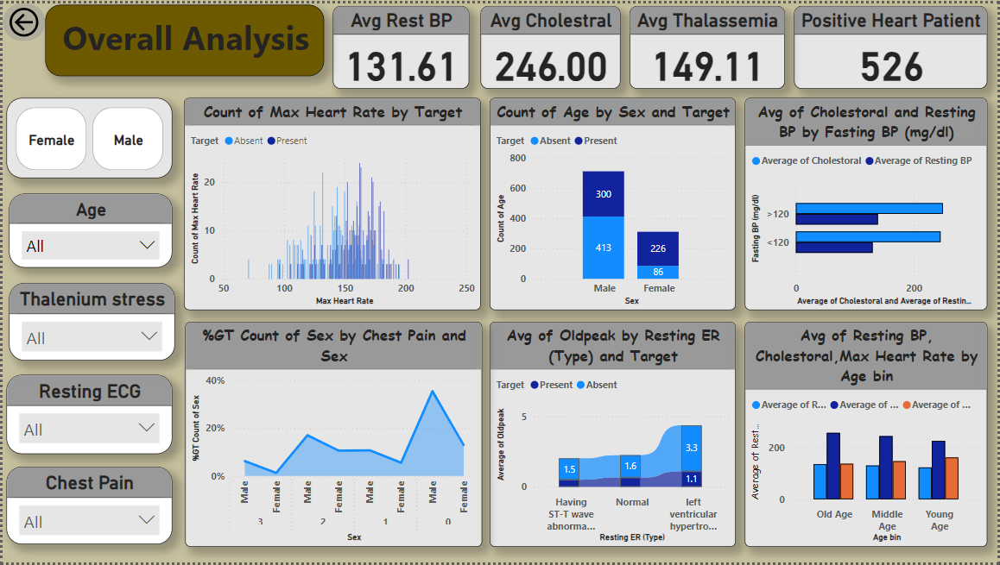 Overall Analysis
Avg Rest BP
131.61
Avg Cholestral
246.00
Avg Thalassemia
149.11
Positive Heart Patient
526
Female
Male
Age
All
Thalenium stress
All
Resting ECG
All
Chest Pain
All
Count of Max Heart Rate by Target
Target Absent Present
Count of Max Heart Rate
20
10
0
50 100 150 200 250
Max Heart Rate
Count of Age by Sex and Target
Target Absent Present
Count of Age
800
600
400
200
0
300
413
226
86
Male Female
Sex
Avg of Cholestoral and Resting
BP by Fasting BP (mg/dl)
Average of Cholestoral Average of Resting BP
Fasting BP (mg/dl)
>120
<120
0 200
Average of Cholestoral and Average of Restin...
%GT Count of Sex by Chest Pain and
Sex
%GT Count of Sex
40%
20%
0%
Male Female Male Female Male Female Male Female
3 2 1 0
Sex
Avg of Oldpeak by Resting ER
(Type) and Target
Target Present Absent
Average of Oldpeak
5
0
1.5
1.6
3.3
1.1
Having
ST-T wave
abnorma...
Normal
left
ventricular
hypertro...
Resting ER (Type)
Avg of Resting BP,
Cholestoral,Max Heart Rate by
Age bin
Average of R... Average of ... Average of ...
Average of Rest...
200
0
Old Age
Middle
Age
Young
Age
Age bin